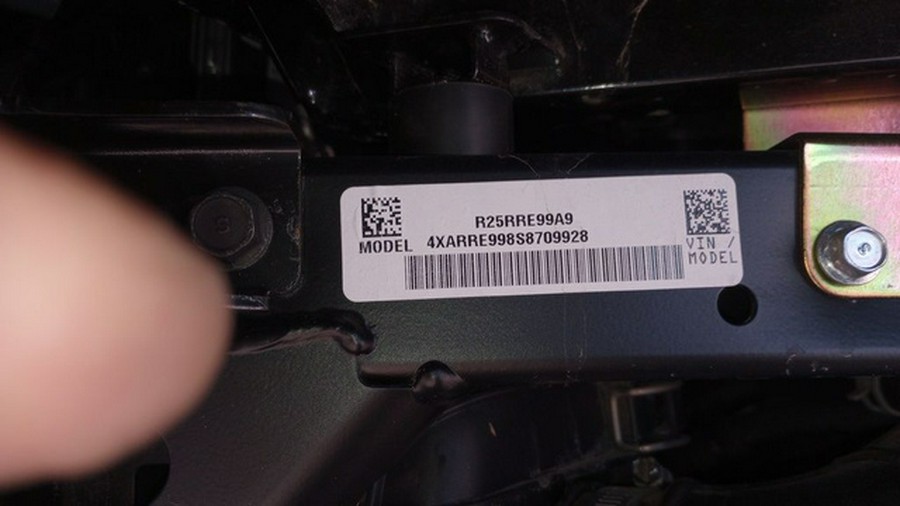 R25RRE99A9
MODEL 4XARRE998S8709928
VIN /
MODEL
S